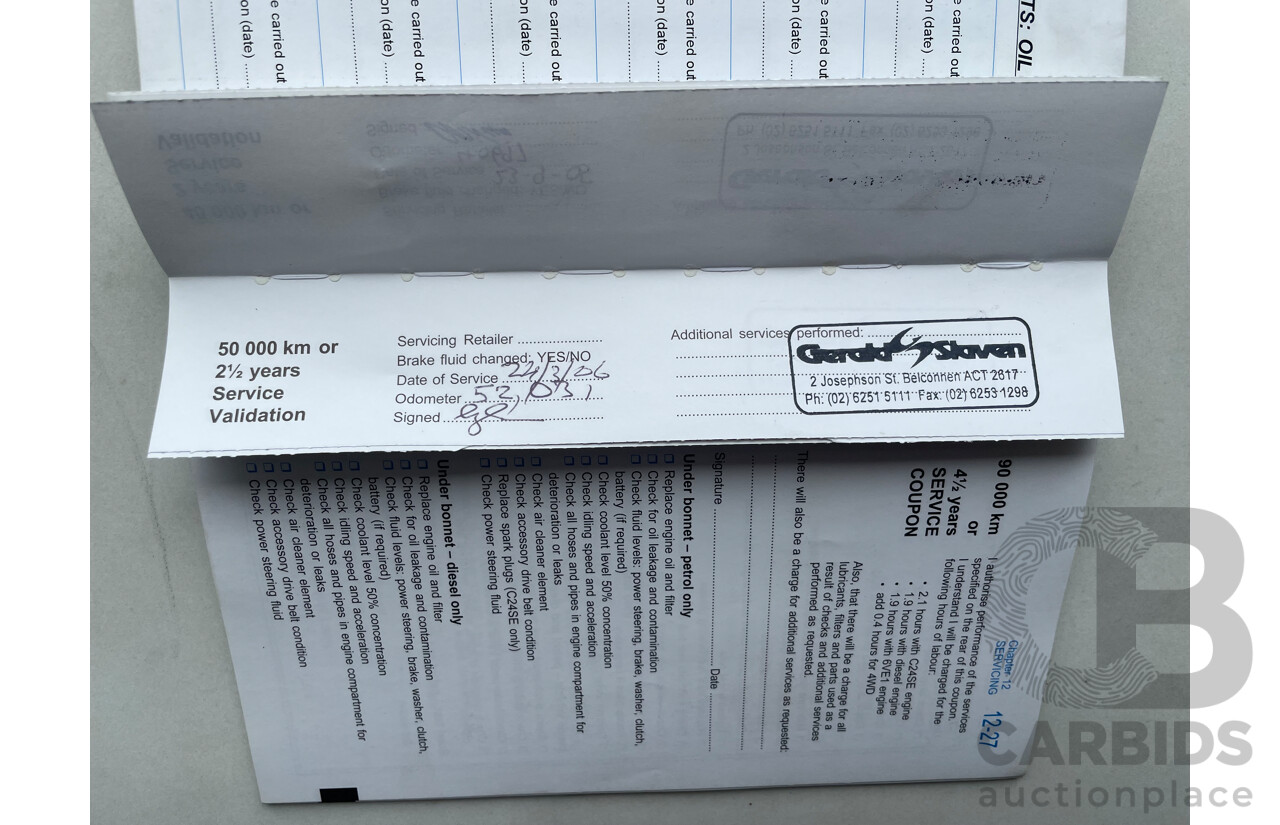 TS: OIL
e carried out
on (date)
e carried out
on (date)
e carried out
on (date)
e carried out
on (date)
e carried out
on (date)
e carried out
on (date)
50 000 km or
2½ years
Service
Validation
Servicing Retailer
Brake fluid changed: YES/NO
Date of Service 22/3/06
Odometer 52,031
Signed
Additional services performed:
Gerald Slaven
2 Josephson St. Belconnen ACT 2617
Ph: (02) 6251 5111 Fax: (02) 6253 1298
Chapter 12
SERVICING 12-27
90 000 km
or
4½ years
SERVICE
COUPON
I authorise performance of the services
specified on the rear of this coupon.
I understand I will be charged for the
following hours of labour:
• 2.1 hours with C24SE engine
• 1.9 hours with diesel engine
• 1.9 hours with 6VE1 engine
• add 0.4 hours for 4WD
Also, that there will be a charge for all
lubricants, filters and parts used as a
result of checks and additional services
performed as requested.
There will also be a charge for additional services as requested:
Signature Date
Under bonnet – petrol only
❑ Replace engine oil and filter
❑ Check for oil leakage and contamination
❑ Check fluid levels: power steering, brake, washer, clutch,
battery (if required)
❑ Check coolant level 50% concentration
❑ Check idling speed and acceleration
❑ Check all hoses and pipes in engine compartment for
deterioration or leaks
❑ Check air cleaner element
❑ Check accessory drive belt condition
❑ Replace spark plugs (C24SE only)
❑ Check power steering fluid
Under bonnet – diesel only
❑ Replace engine oil and filter
❑ Check for oil leakage and contamination
❑ Check fluid levels: power steering, brake, washer, clutch,
battery (if required)
❑ Check coolant level 50% concentration
❑ Check idling speed and acceleration
❑ Check all hoses and pipes in engine compartment for
deterioration or leaks
❑ Check air cleaner element
❑ Check accessory drive belt condition
❑ Check power steering fluid
CB
CARBIDS
auctionplace